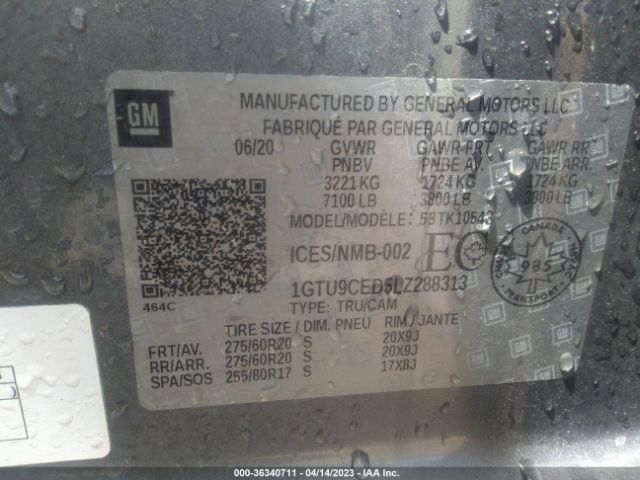 GM
MANUFACTURED BY GENERAL MOTORS LLC
FABRIQUÉ PAR GENERAL MOTORS LLC
06/20 GVWR GAWR FRT GAWR RR
PNBV PNBE AV. PNBE ARR.
3221 KG 1724 KG 1724 KG
7100 LB 3800 LB 3800 LB
MODEL/MODÈLE: 53TK10543
ICES/NMB-002 EC
CANADA
985
1GTU9CED5LZ288313
464C
TYPE: TRU/CAM
TIRE SIZE / DIM. PNEU RIM / JANTE
FRT/AV. 275/60R20 S 20X9J
RR/ARR. 275/60R20 S 20X9J
SPA/SOS 255/80R17 S 17X8J
000-36340711 - 04/14/2023 - IAA Inc.